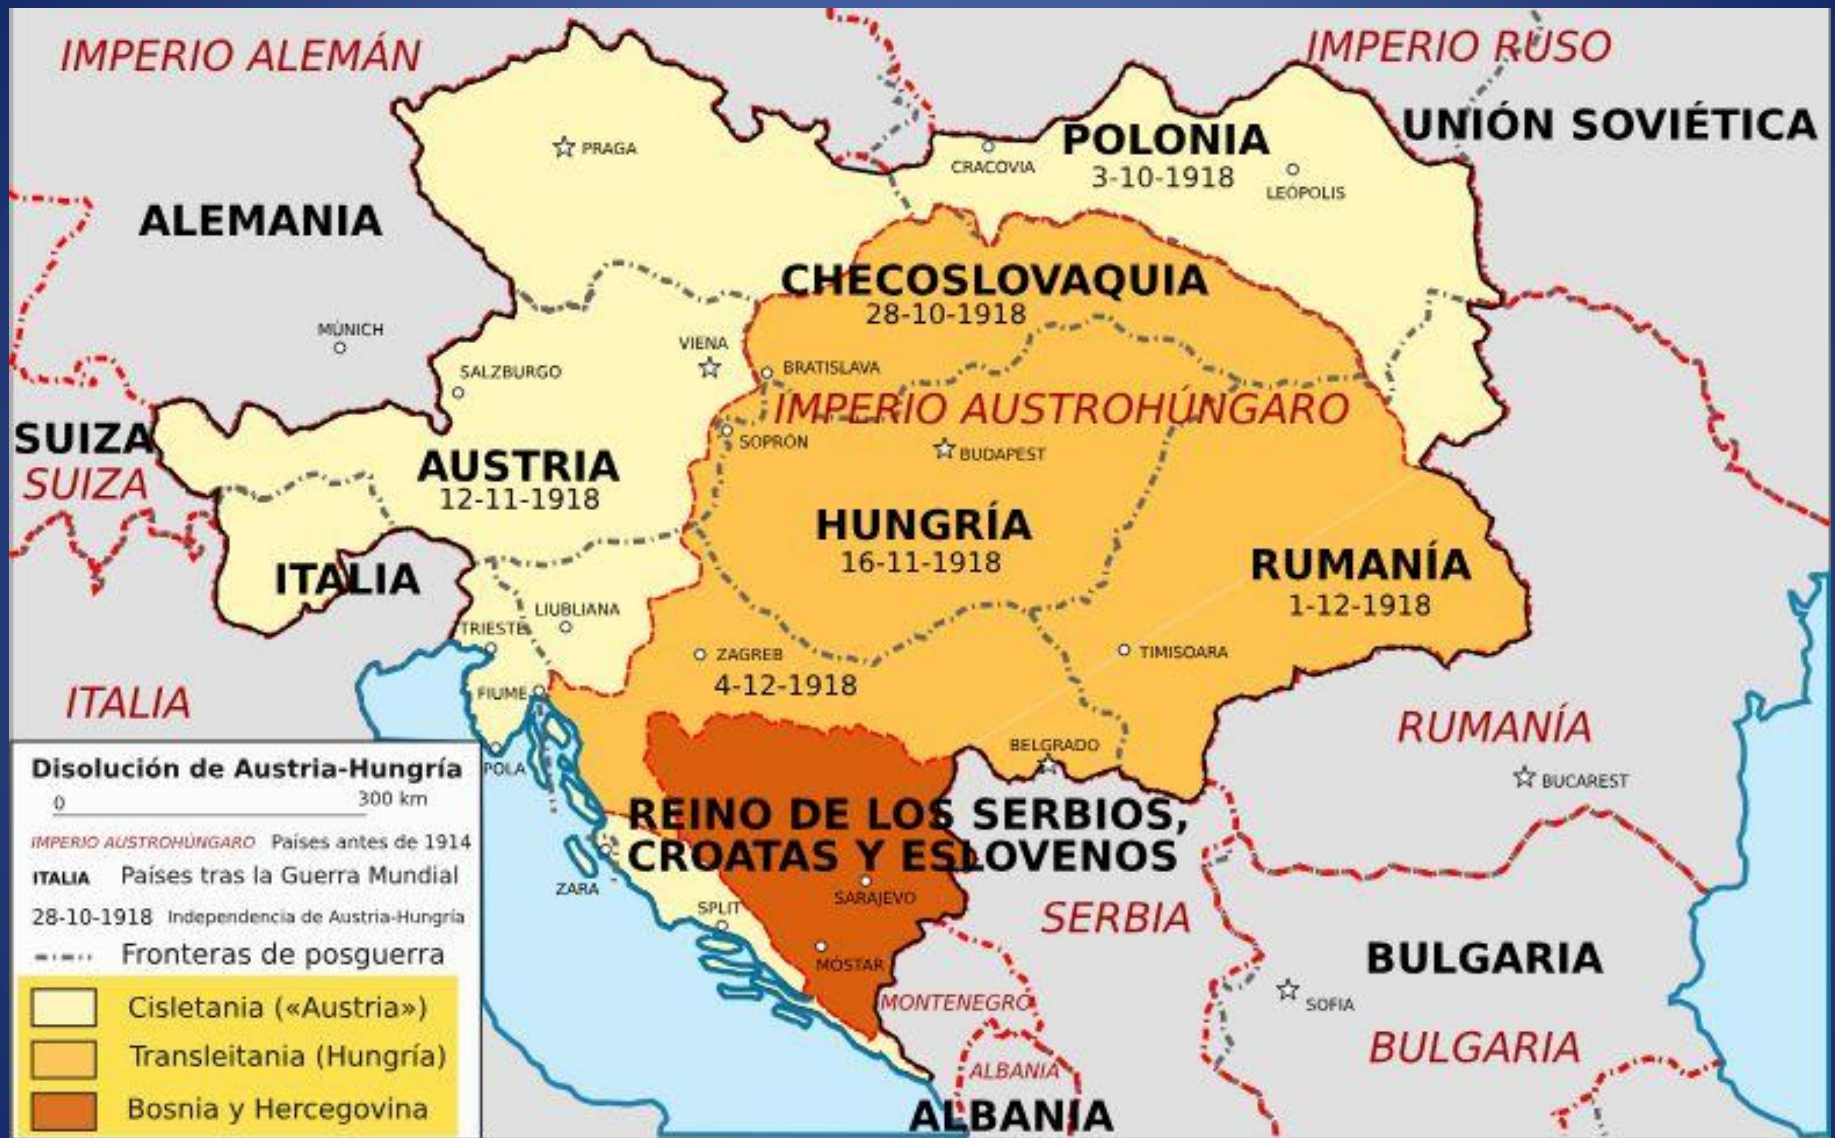 IMPERIO ALEMÁN
IMPERIO RUSO
UNIÓN SOVIÉTICA
POLONIA
3-10-1918
PRAGA
CRACOVIA
LEÓPOLIS
ALEMANIA
CHECOSLOVAQUIA
28-10-1918
MÚNICH
VIENA
SALZBURGO
BRATISLAVA
IMPERIO AUSTROHÚNGARO
SUIZA
SUIZA
SOPRON
BUDAPEST
AUSTRIA
12-11-1918
HUNGRÍA
16-11-1918
RUMANÍA
1-12-1918
ITALIA
LIUBLIANA
TRIESTE
ZAGREB
4-12-1918
TIMISOARA
FIUME
ITALIA
RUMANÍA
BELGRADO
BUCAREST
POLA
REINO DE LOS SERBIOS,
CROATAS Y ESLOVENOS
ZARA
SPLIT
SARAJEVO
SERBIA
MÓSTAR
BULGARIA
MONTENEGRO
SOFIA
BULGARIA
ALBANIA
ALBANIA
Disolución de Austria-Hungría
0 300 km
IMPERIO AUSTROHÚNGARO Países antes de 1914
ITALIA Países tras la Guerra Mundial
28-10-1918 Independencia de Austria-Hungría
Fronteras de posguerra
Cisletania («Austria»)
Transleitania (Hungría)
Bosnia y Hercegovina